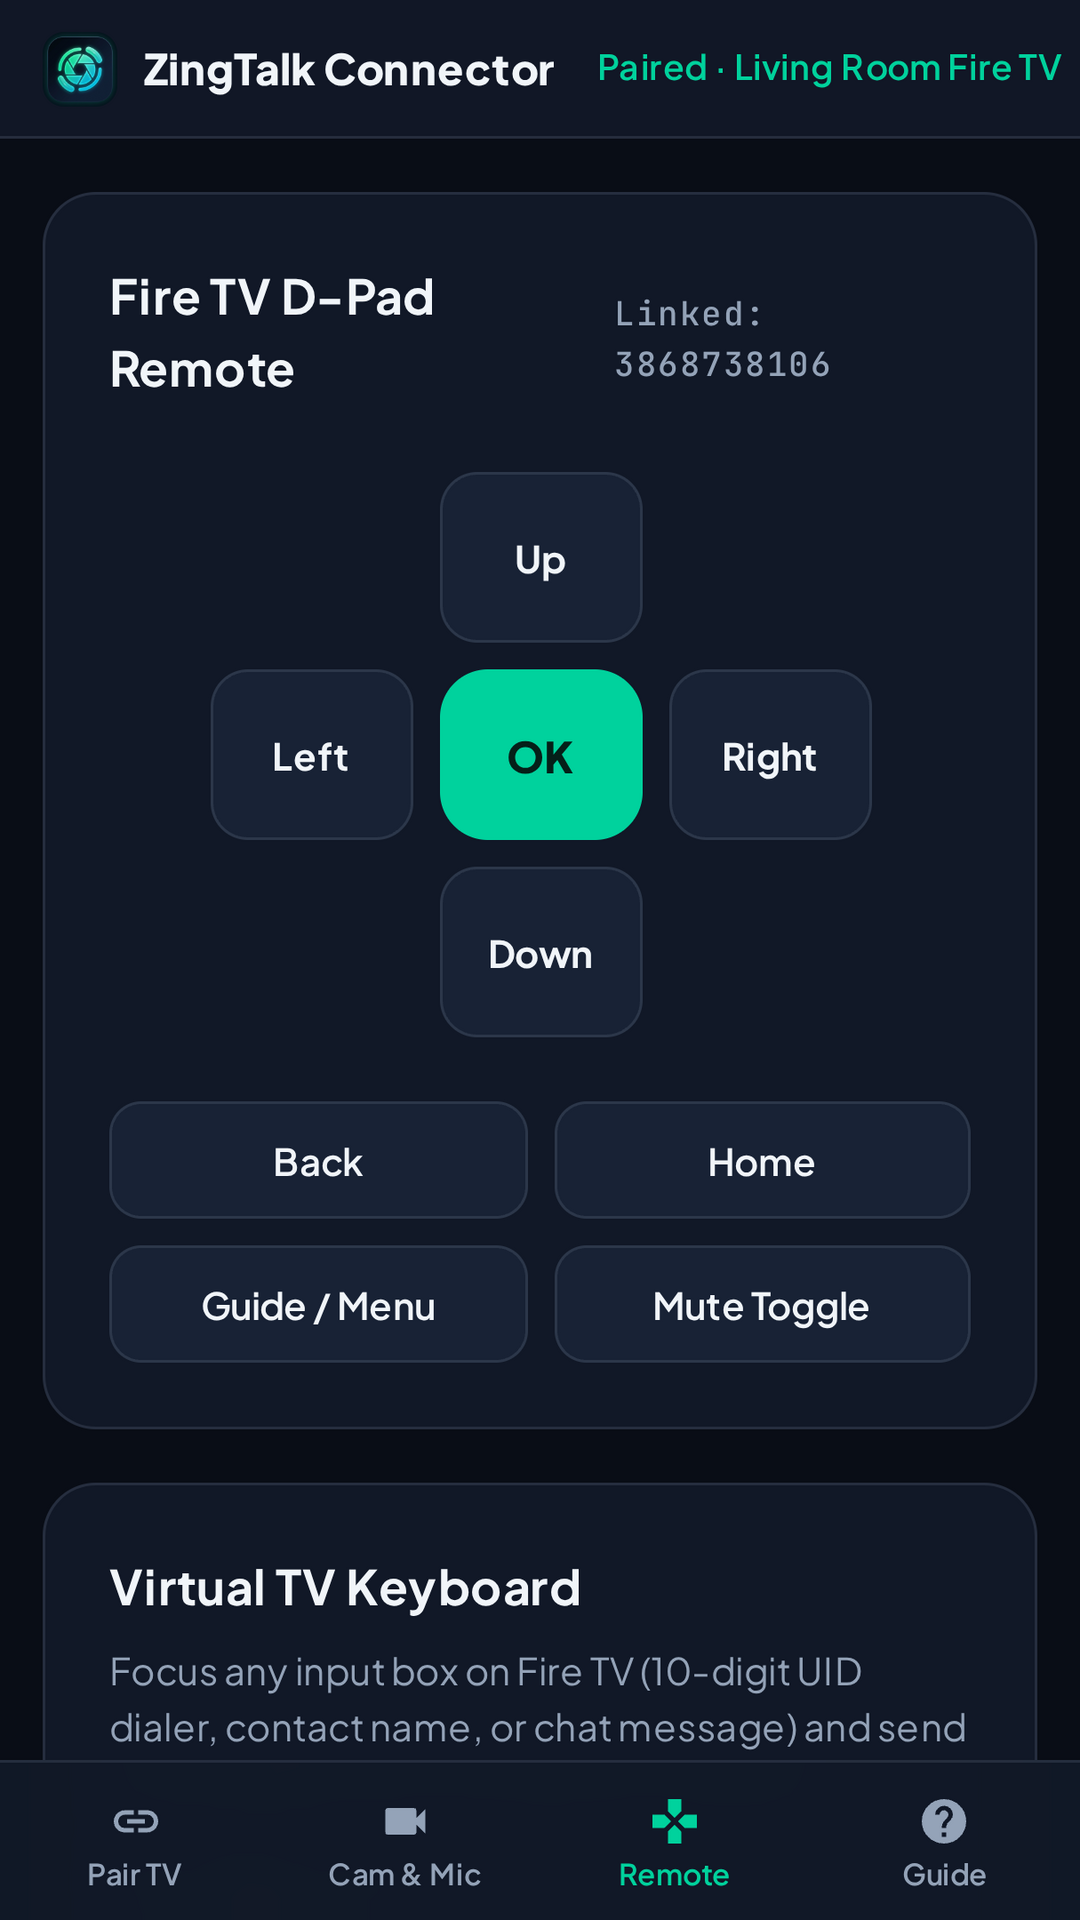 ZingTalk Connector
Paired · Living Room Fire TV
Fire TV D-Pad
Remote
Linked:
3868738106
Up
Left
OK
Right
Down
Back
Home
Guide / Menu
Mute Toggle
Virtual TV Keyboard
Focus any input box on Fire TV (10-digit UID
dialer, contact name, or chat message) and send
Pair TV
Cam & Mic
Remote
Guide